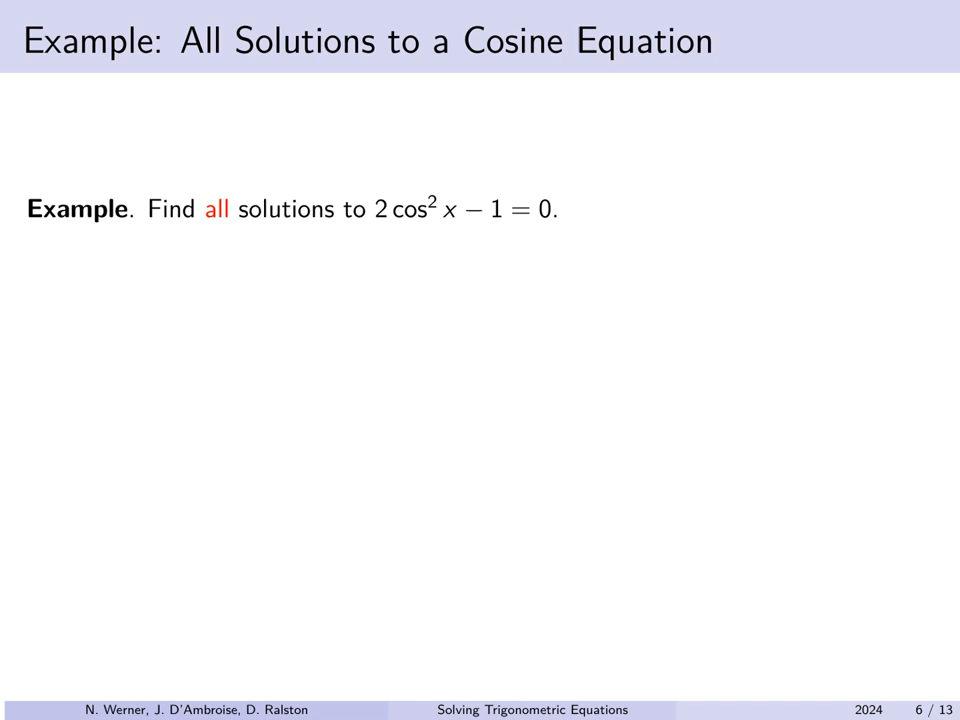 Example: All Solutions to a Cosine Equation
Example. Find all solutions to 2 cos² x − 1 = 0.
N. Werner, J. D'Ambroise, D. Ralston Solving Trigonometric Equations 2024 6 / 13